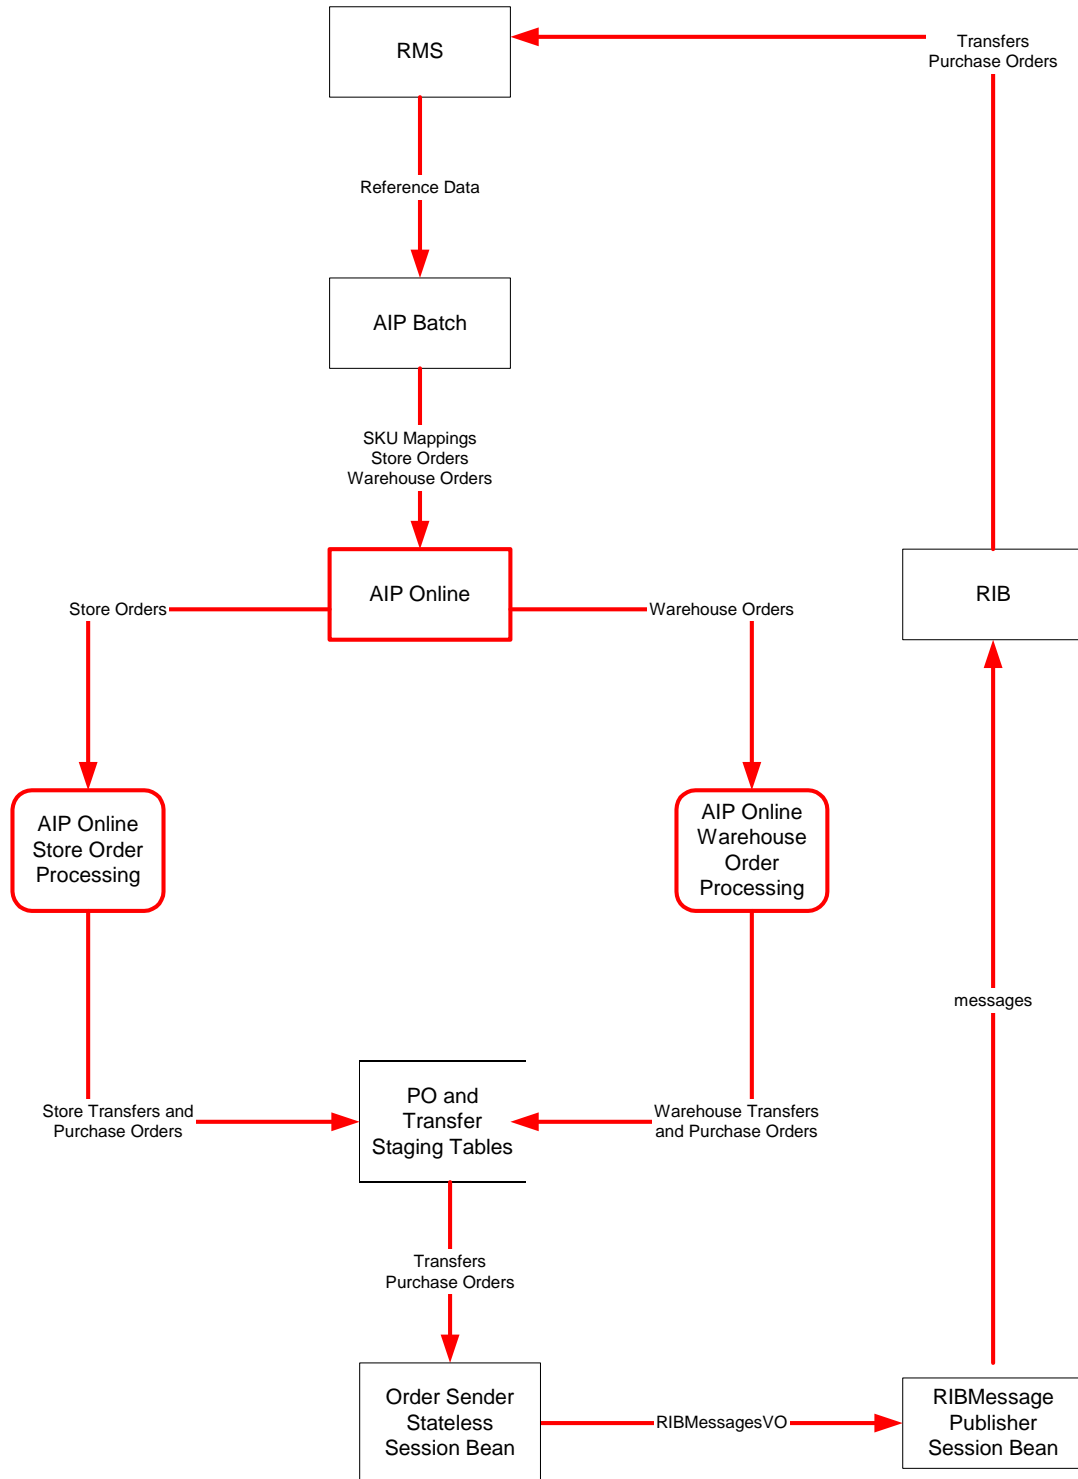 RMS
Transfers
Purchase Orders
Reference Data
AIP Batch
SKU Mappings
Store Orders
Warehouse Orders
AIP Online
RIB
Store Orders
Warehouse Orders
AIP Online
Store Order
Processing
AIP Online
Warehouse
Order
Processing
messages
PO and
Transfer
Staging Tables
Store Transfers and
Purchase Orders
Warehouse Transfers
and Purchase Orders
Transfers
Purchase Orders
Order Sender
Stateless
Session Bean
RIBMessagesVO
RIBMessage
Publisher
Session Bean